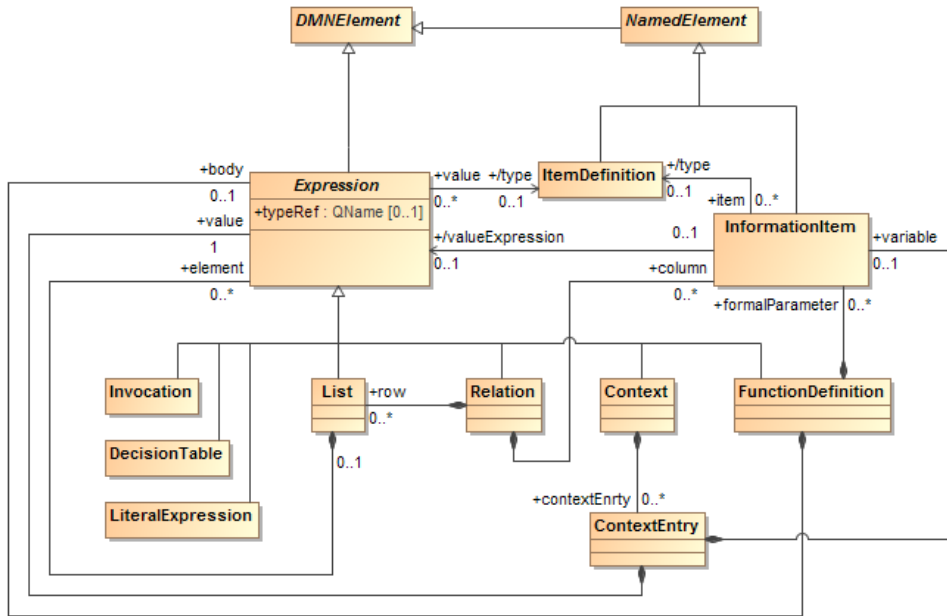 DMNElement
NamedElement
+body
0..1
+value
1
+element
0..*
Expression
+typeRef : QName [0..1]
+value +/type
0..* 0..1
ItemDefinition
+/type
0..1
+item 0..*
+/valueExpression
0..1
0..1
InformationItem
+variable
0..1
+column
0..*
+formalParameter 0..*
Invocation
DecisionTable
LiteralExpression
List
0..1
+row
0..*
Relation
Context
FunctionDefinition
+contextEnrty 0..*
ContextEntry